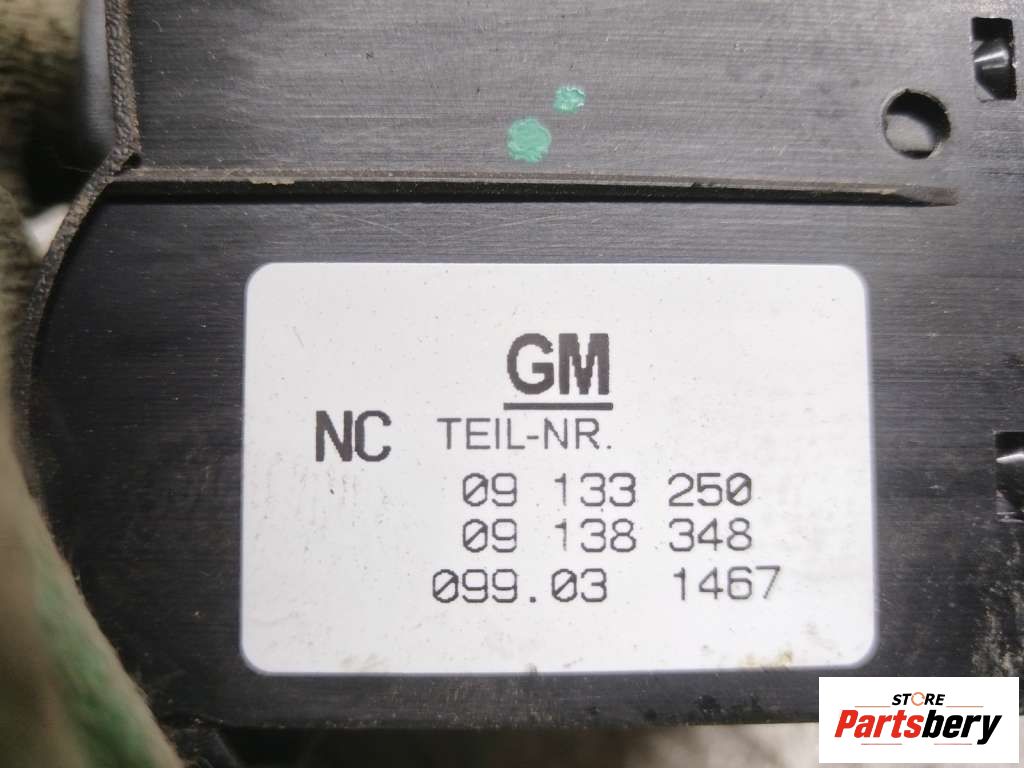 GM
NC TEIL-NR.
09 133 250
09 138 348
099.03 1467
STORE
Partsbery